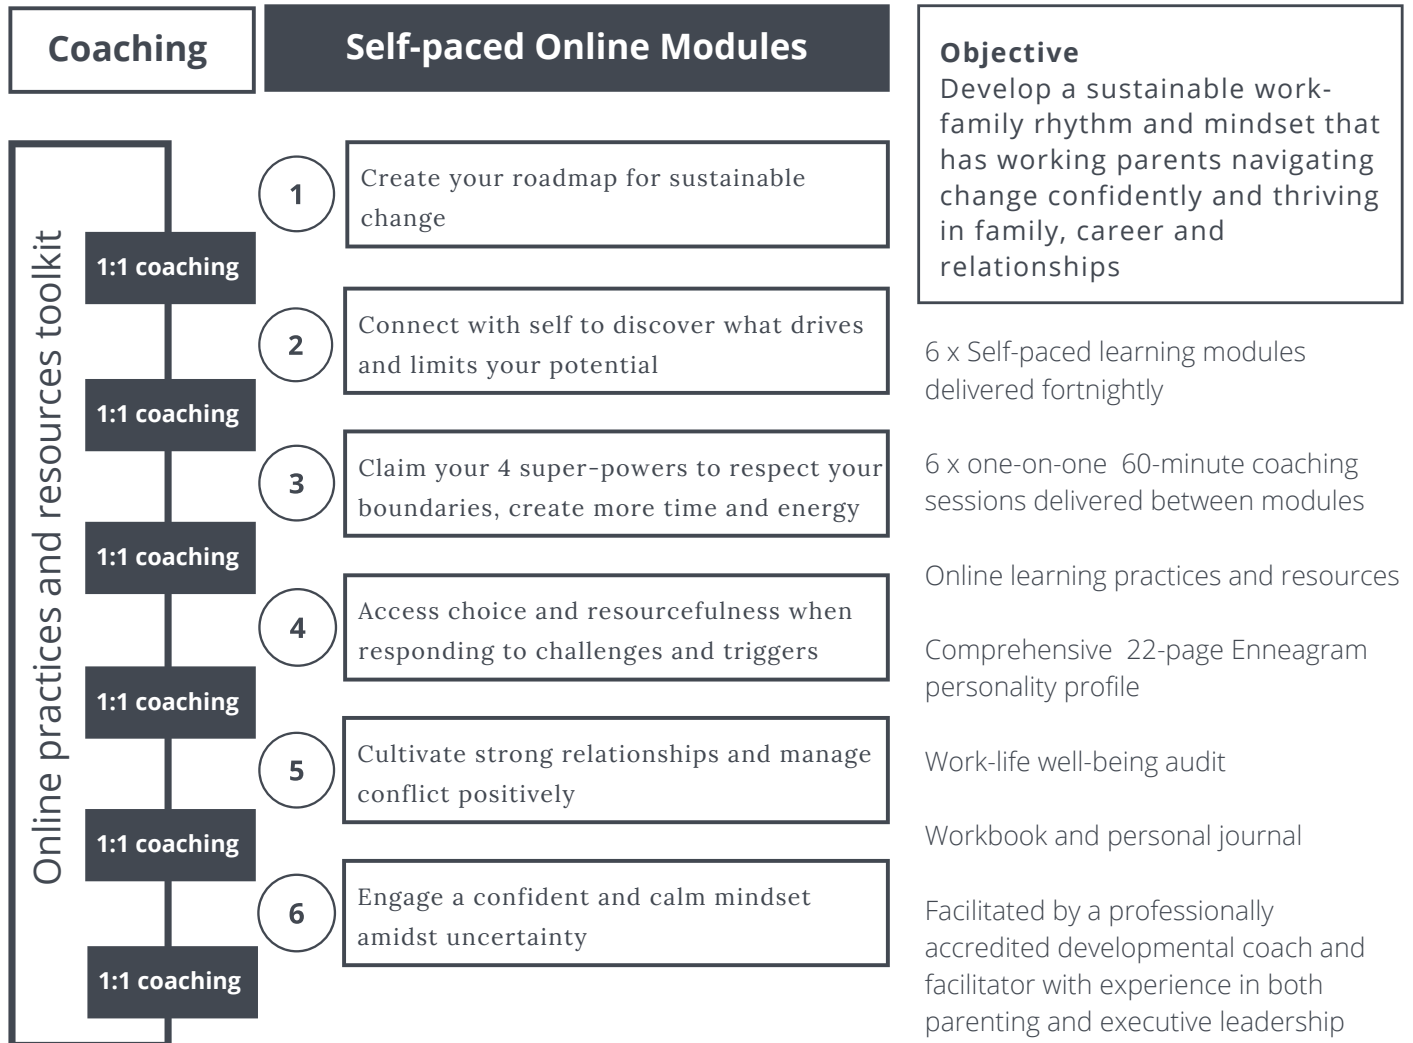 Coaching
Self-paced Online Modules
Online practices and resources toolkit
1
Create your roadmap for sustainable
change
1:1 coaching
2
Connect with self to discover what drives
and limits your potential
1:1 coaching
3
Claim your 4 super-powers to respect your
boundaries, create more time and energy
1:1 coaching
4
Access choice and resourcefulness when
responding to challenges and triggers
1:1 coaching
5
Cultivate strong relationships and manage
conflict positively
1:1 coaching
6
Engage a confident and calm mindset
amidst uncertainty
1:1 coaching
Objective
Develop a sustainable work-
family rhythm and mindset that
has working parents navigating
change confidently and thriving
in family, career and
relationships
6 x Self-paced learning modules
delivered fortnightly
6 x one-on-one 60-minute coaching
sessions delivered between modules
Online learning practices and resources
Comprehensive 22-page Enneagram
personality profile
Work-life well-being audit
Workbook and personal journal
Facilitated by a professionally
accredited developmental coach and
facilitator with experience in both
parenting and executive leadership